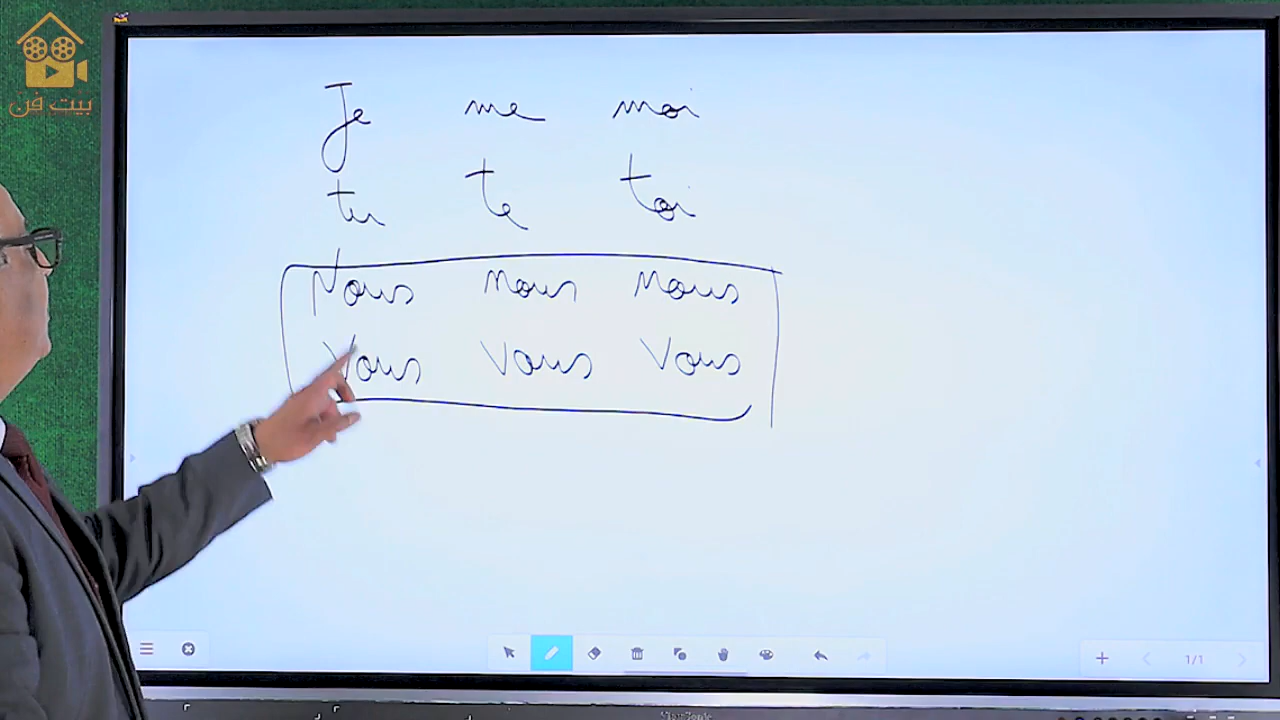 بيت فن
Je me moi
tu te toi
Nous nous nous
Vous vous vous
1/1